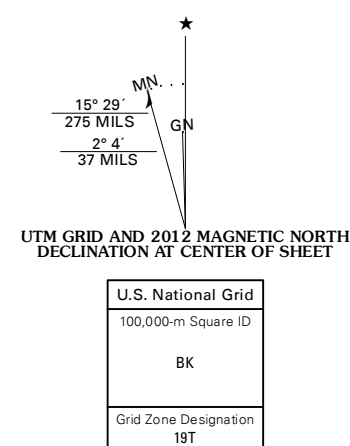 ★
MN
15° 29´
275 MILS
GN
2° 4´
37 MILS
UTM GRID AND 2012 MAGNETIC NORTH
DECLINATION AT CENTER OF SHEET
U.S. National Grid
100,000-m Square ID
BK
Grid Zone Designation
19T